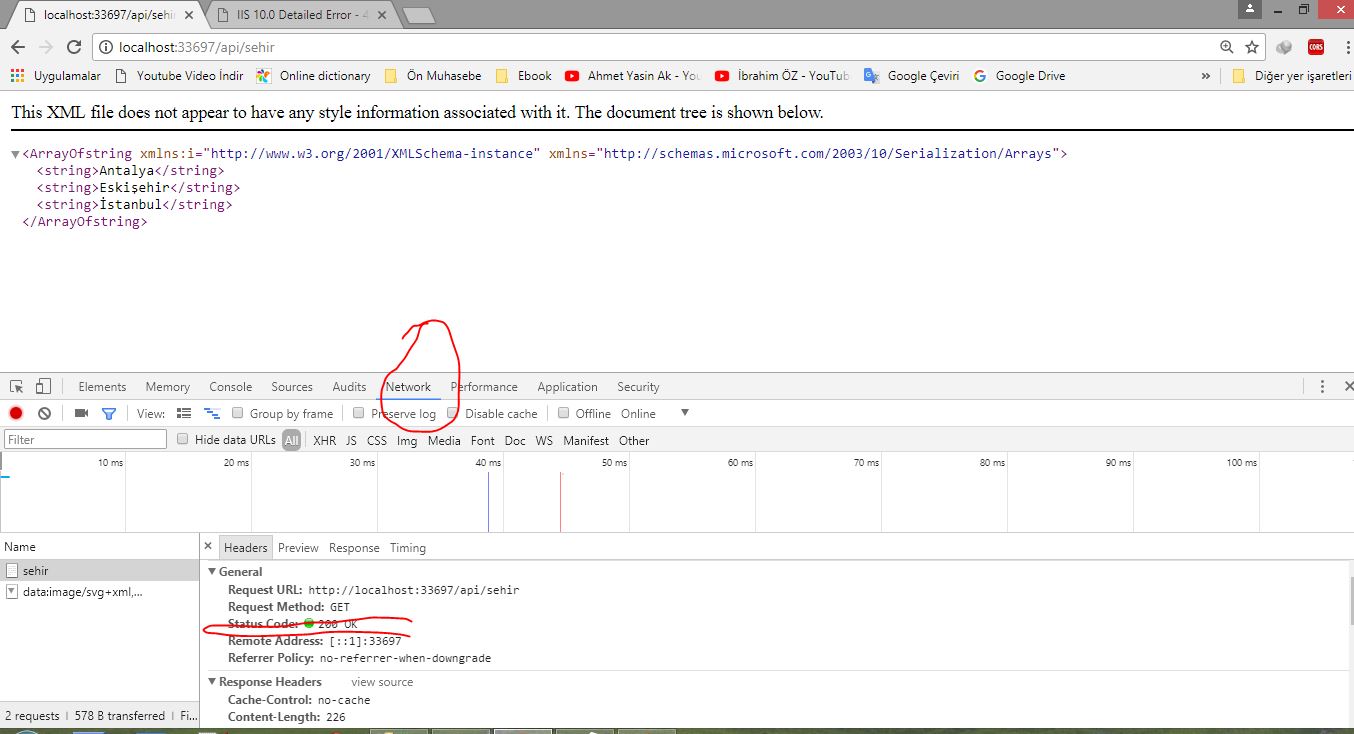 localhost:33697/api/sehir
IIS 10.0 Detailed Error - 4
localhost:33697/api/sehir
CORS
Uygulamalar Youtube Video İndir Online dictionary Ön Muhasebe Ebook Ahmet Yasin Ak - You İbrahim ÖZ - YouTub Google Çeviri Google Drive » Diğer yer işaretleri
This XML file does not appear to have any style information associated with it. The document tree is shown below.
▼<ArrayOfstring xmlns:i="http://www.w3.org/2001/XMLSchema-instance" xmlns="http://schemas.microsoft.com/2003/10/Serialization/Arrays">
<string>Antalya</string>
<string>Eskişehir</string>
<string>İstanbul</string>
</ArrayOfstring>
Elements Memory Console Sources Audits Network Performance Application Security
View: Group by frame Preserve log Disable cache Offline Online
Filter Hide data URLs All XHR JS CSS Img Media Font Doc WS Manifest Other
10 ms 20 ms 30 ms 40 ms 50 ms 60 ms 70 ms 80 ms 90 ms 100 ms
Name
sehir
data:image/svg+xml,...
2 requests | 578 B transferred | Fi...
Headers Preview Response Timing
▼General
Request URL: http://localhost:33697/api/sehir
Request Method: GET
Status Code: 200 OK
Remote Address: [::1]:33697
Referrer Policy: no-referrer-when-downgrade
▼Response Headers view source
Cache-Control: no-cache
Content-Length: 226